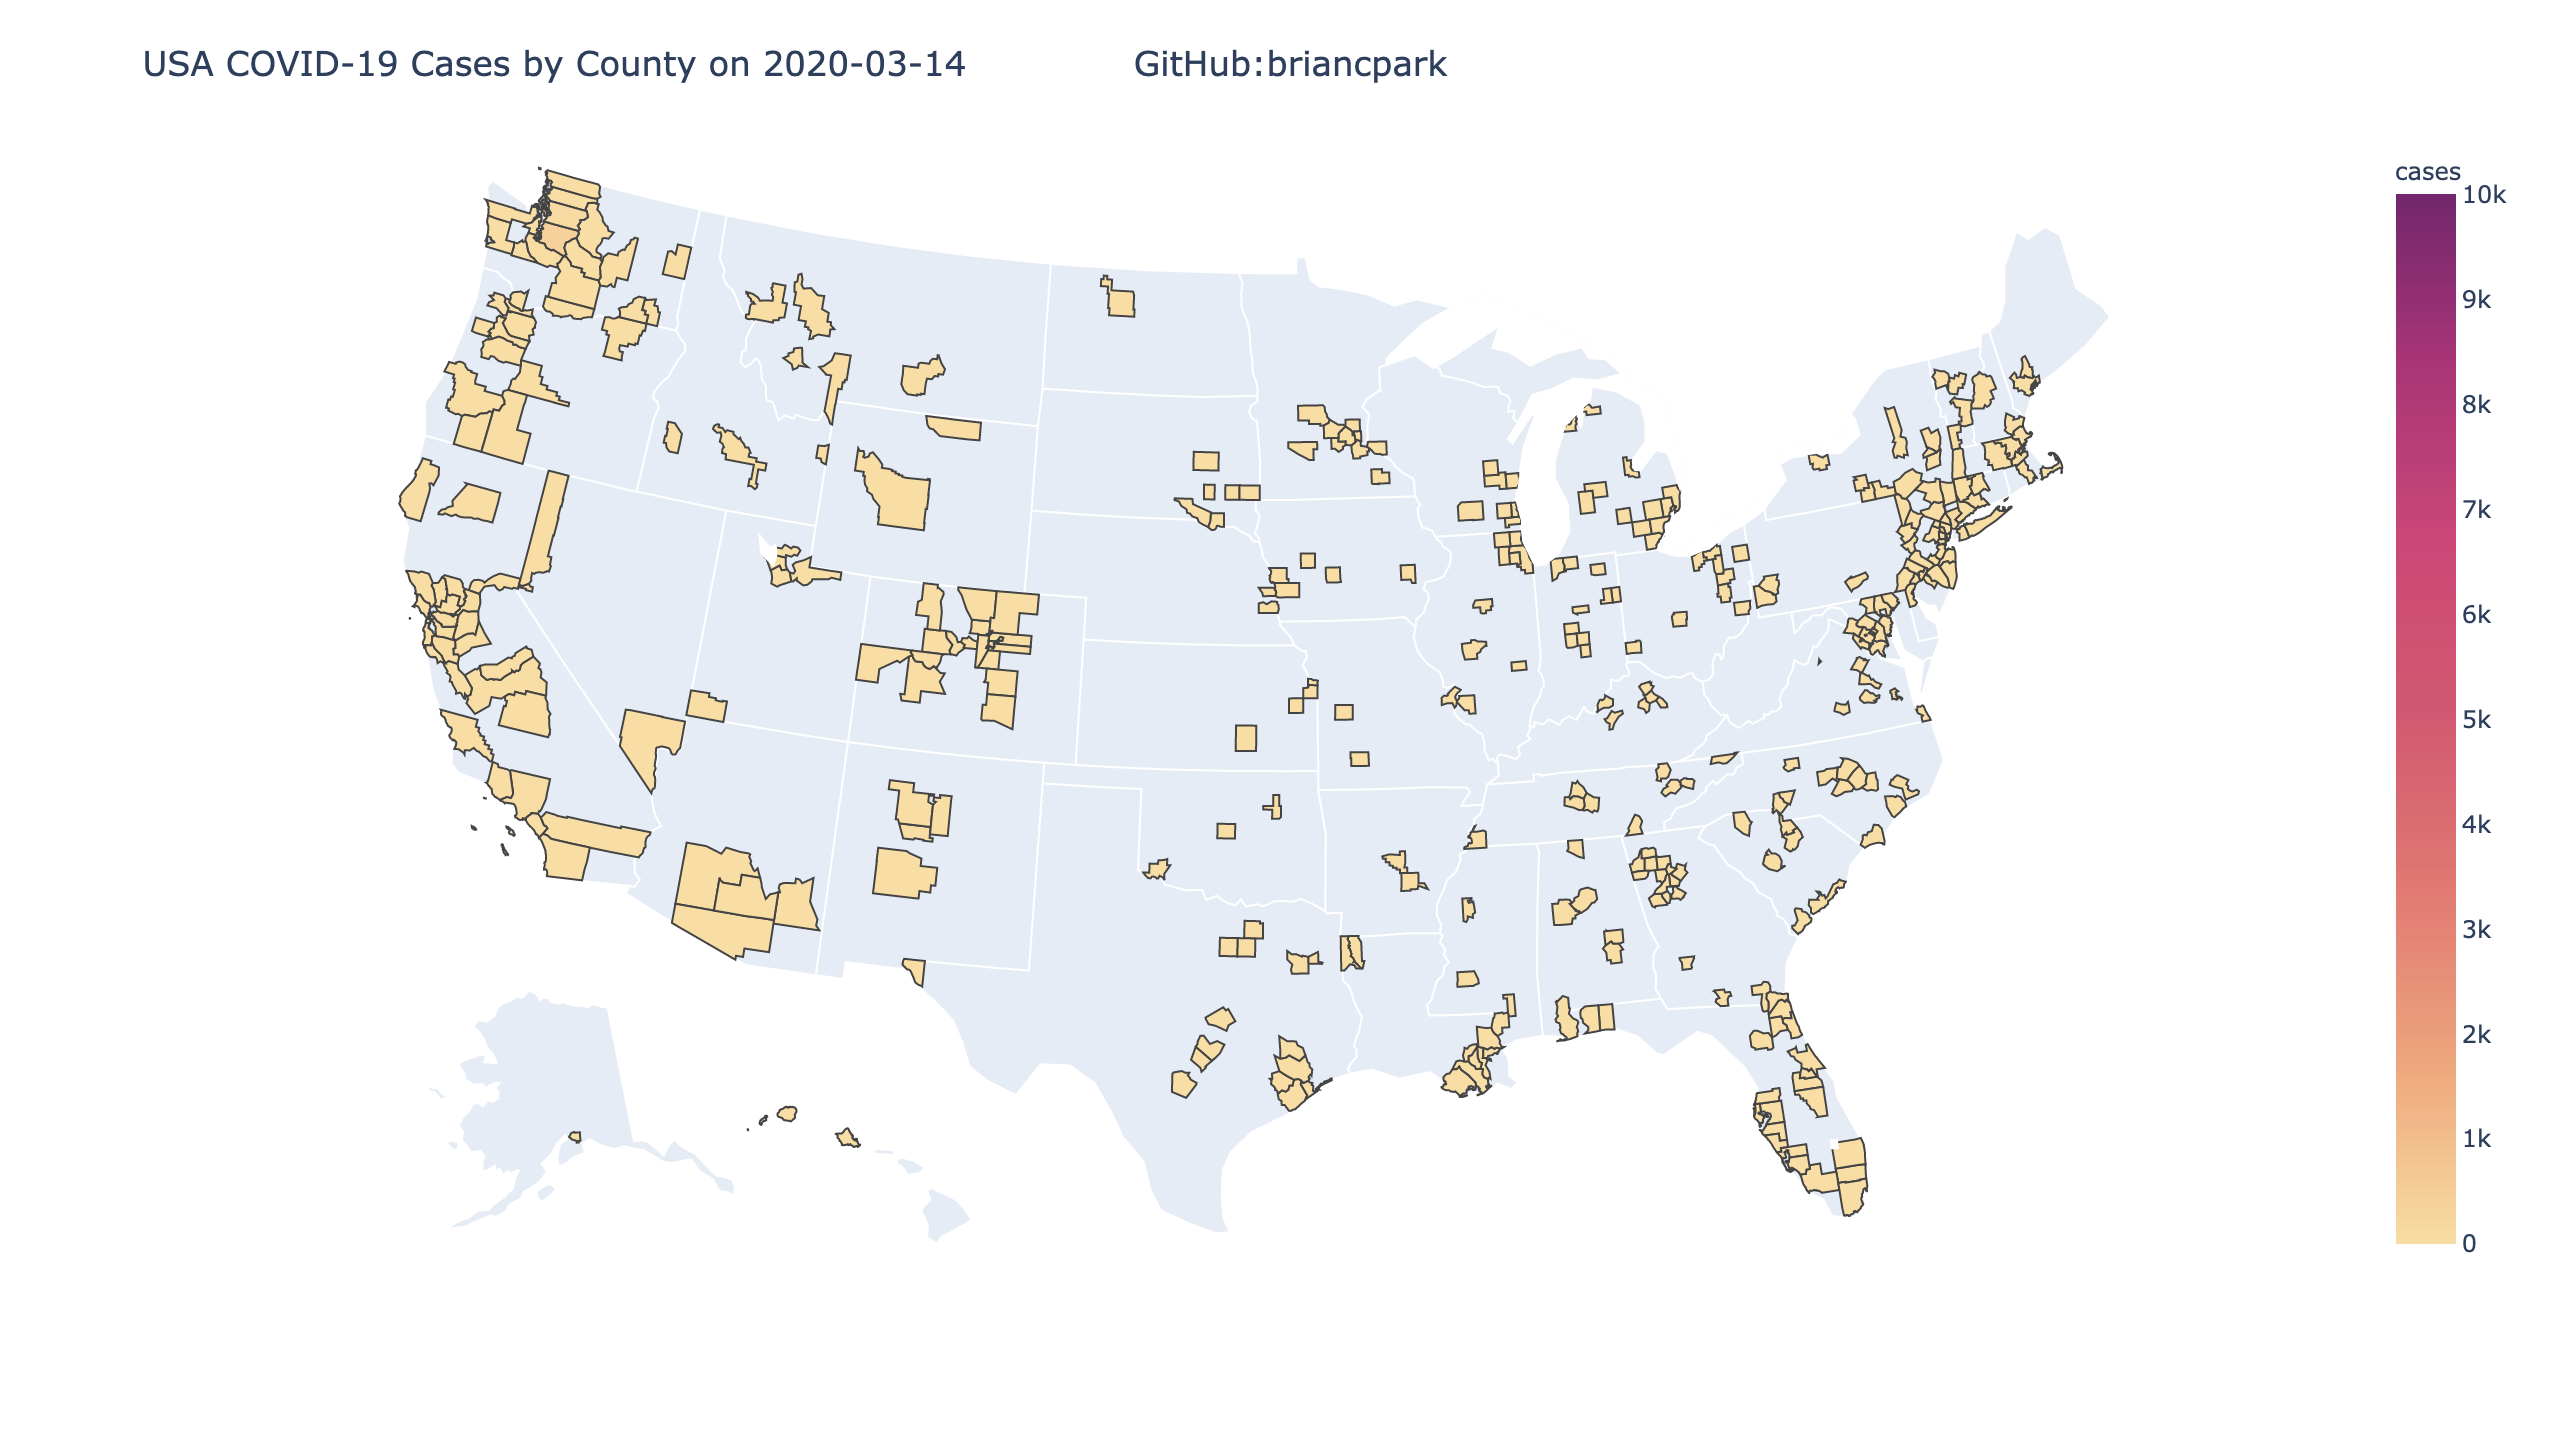 USA COVID-19 Cases by County on 2020-03-14 GitHub:briancpark
cases
10k
9k
8k
7k
6k
5k
4k
3k
2k
1k
0